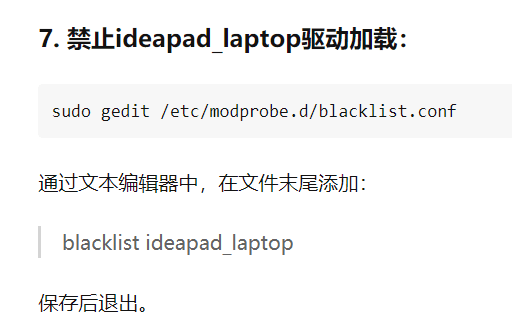 7. 禁止ideapad_laptop驱动加载：
sudo gedit /etc/modprobe.d/blacklist.conf
通过文本编辑器中，在文件末尾添加：
blacklist ideapad_laptop
保存后退出。